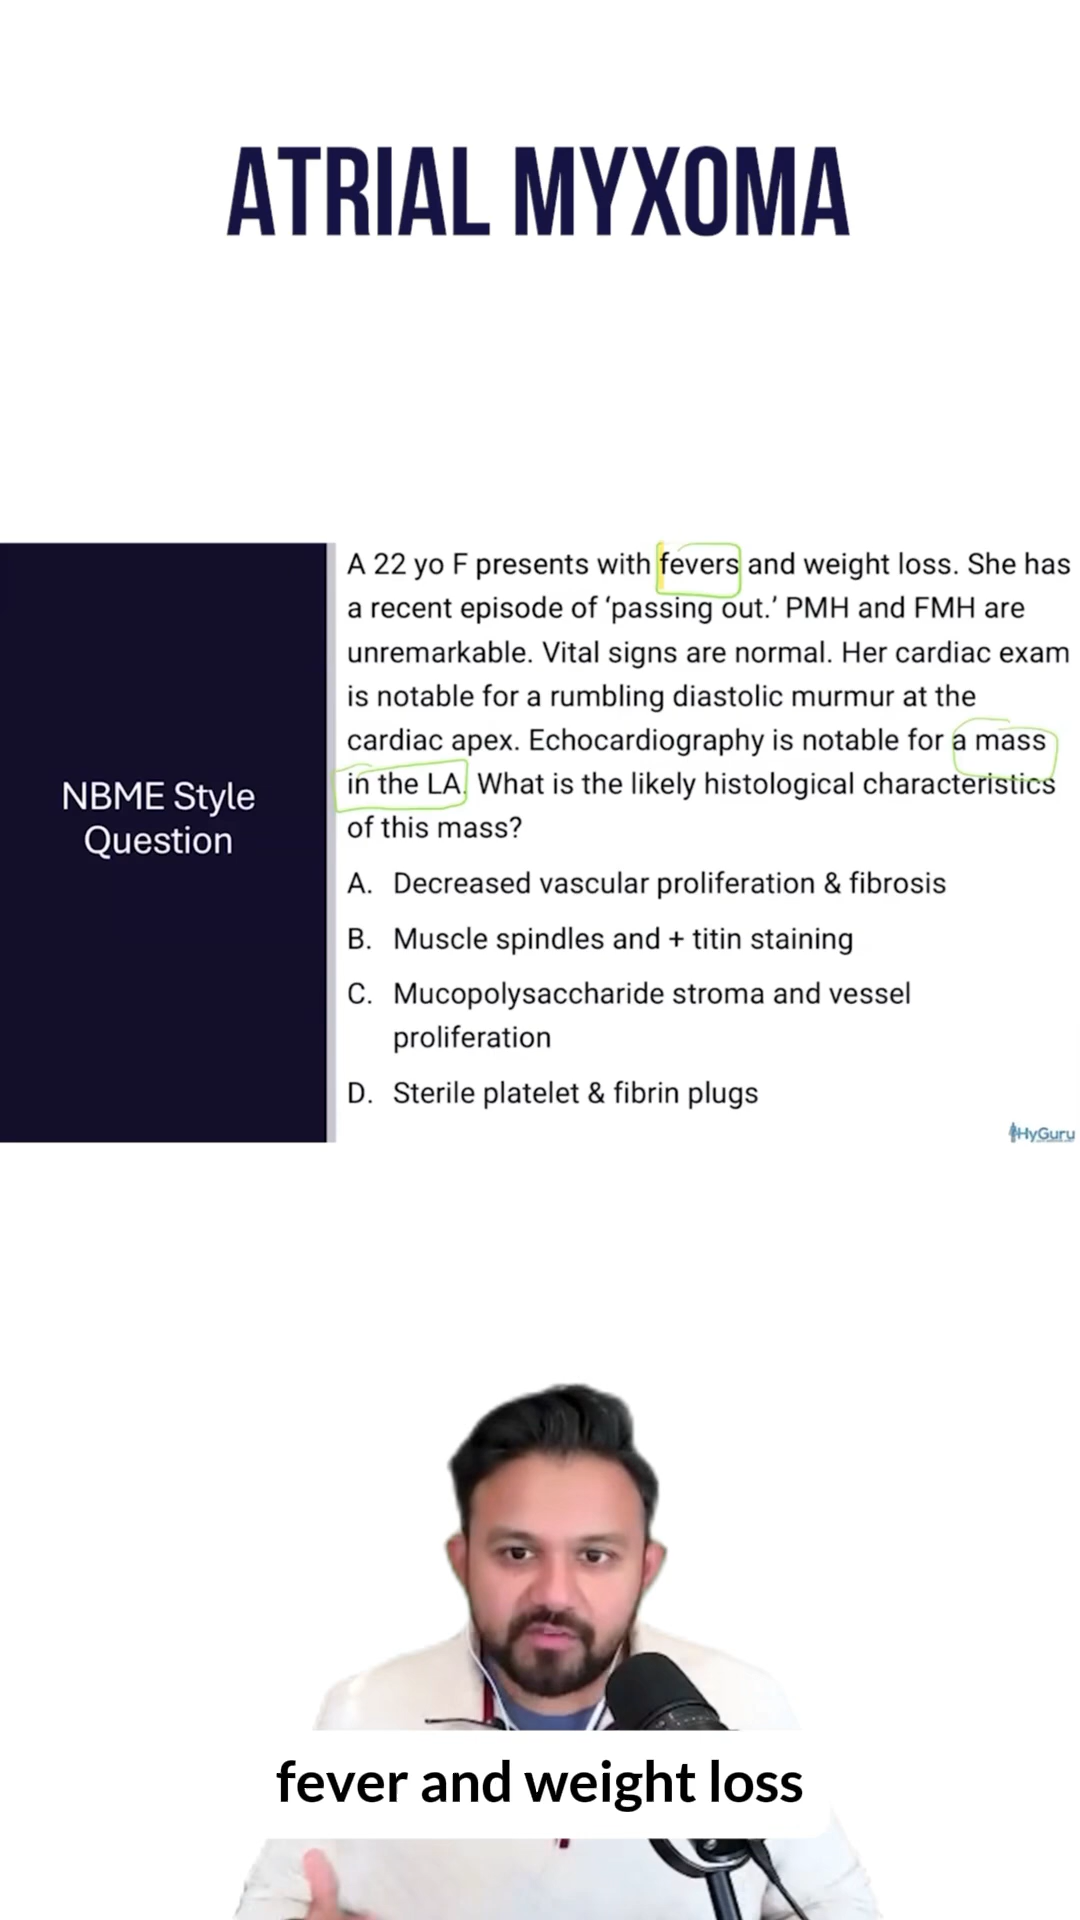 ATRIAL MYXOMA
NBME Style
Question
A 22 yo F presents with fevers and weight loss. She has
a recent episode of ‘passing out.’ PMH and FMH are
unremarkable. Vital signs are normal. Her cardiac exam
is notable for a rumbling diastolic murmur at the
cardiac apex. Echocardiography is notable for a mass
in the LA. What is the likely histological characteristics
of this mass?
A. Decreased vascular proliferation & fibrosis
B. Muscle spindles and + titin staining
C. Mucopolysaccharide stroma and vessel
proliferation
D. Sterile platelet & fibrin plugs
HyGuru
fever and weight loss